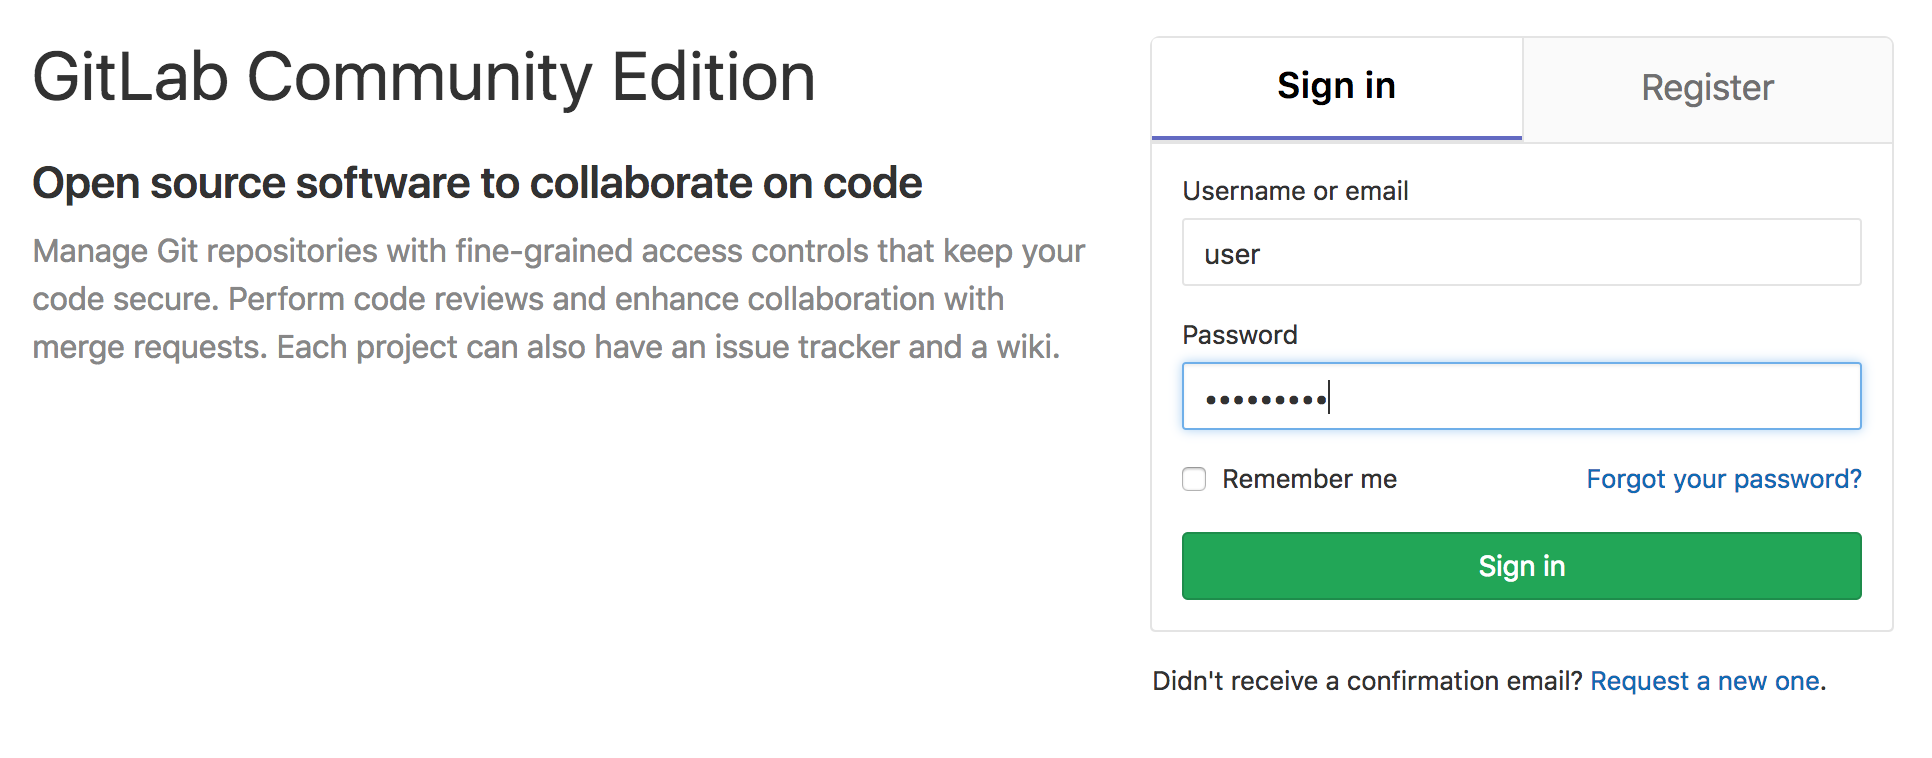 GitLab Community Edition
Open source software to collaborate on code
Manage Git repositories with fine-grained access controls that keep your
code secure. Perform code reviews and enhance collaboration with
merge requests. Each project can also have an issue tracker and a wiki.
Sign in
Register
Username or email
user
Password
•••••••••
Remember me
Forgot your password?
Sign in
Didn't receive a confirmation email? Request a new one.